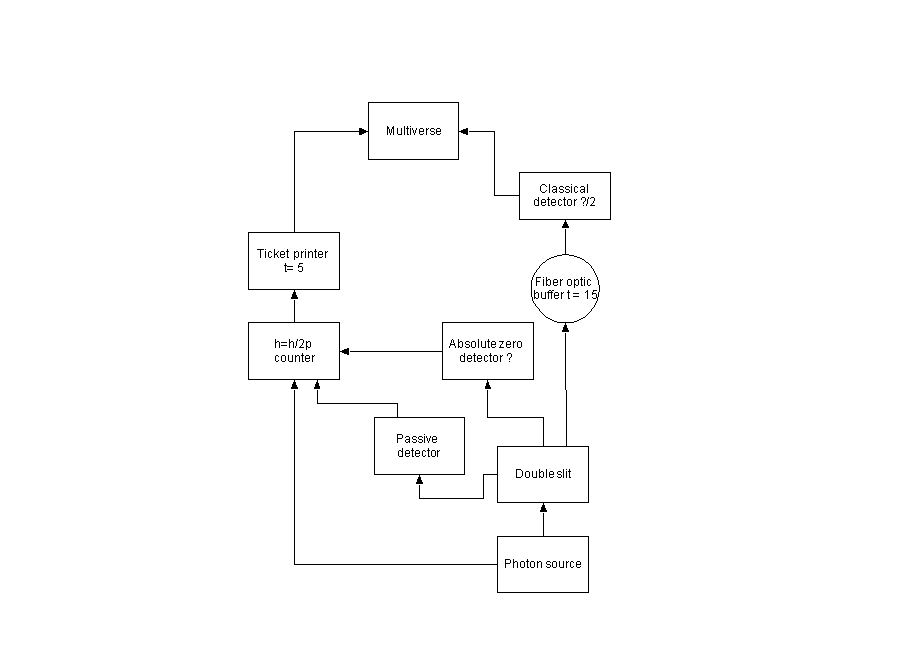 Multiverse
Classical
detector ?/2
Ticket printer
t= 5
Fiber optic
buffer t = 15
h=h/2p
counter
Absolute zero
detector ?
Passive
detector
Double slit
Photon source